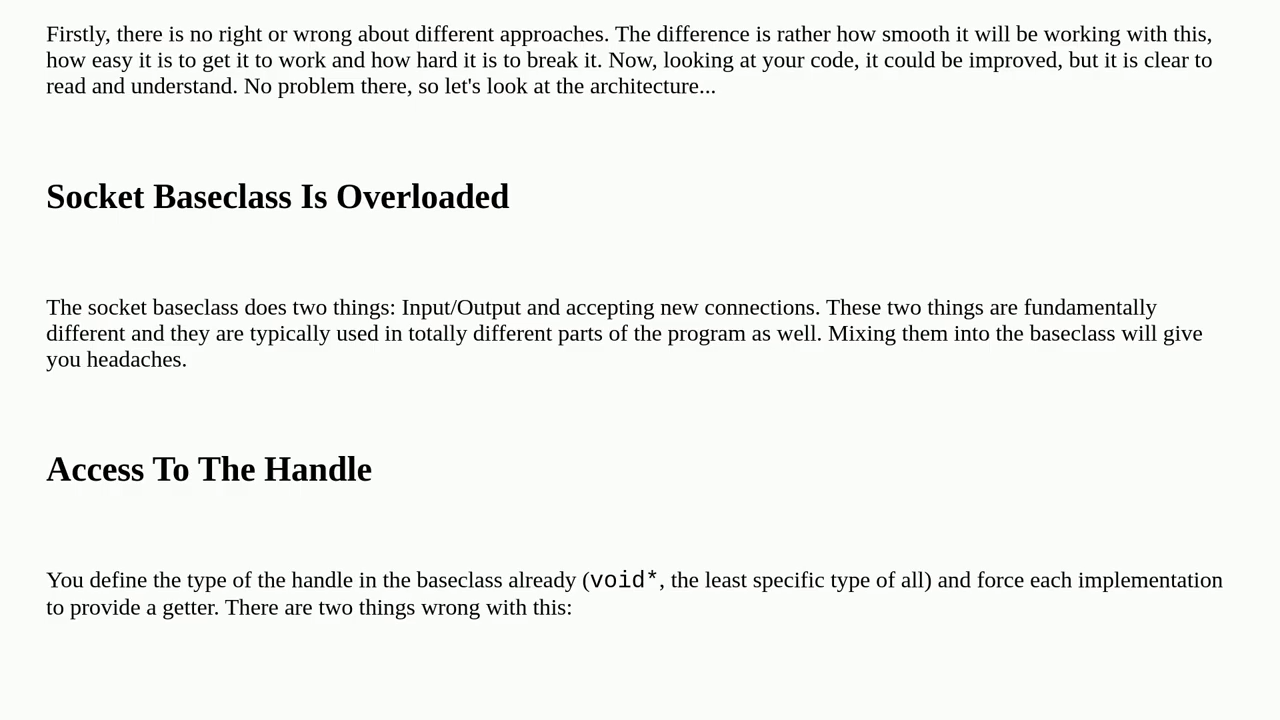 Firstly, there is no right or wrong about different approaches. The difference is rather how smooth it will be working with this,
how easy it is to get it to work and how hard it is to break it. Now, looking at your code, it could be improved, but it is clear to
read and understand. No problem there, so let's look at the architecture...
Socket Baseclass Is Overloaded
The socket baseclass does two things: Input/Output and accepting new connections. These two things are fundamentally
different and they are typically used in totally different parts of the program as well. Mixing them into the baseclass will give
you headaches.
Access To The Handle
You define the type of the handle in the baseclass already (void*, the least specific type of all) and force each implementation
to provide a getter. There are two things wrong with this: